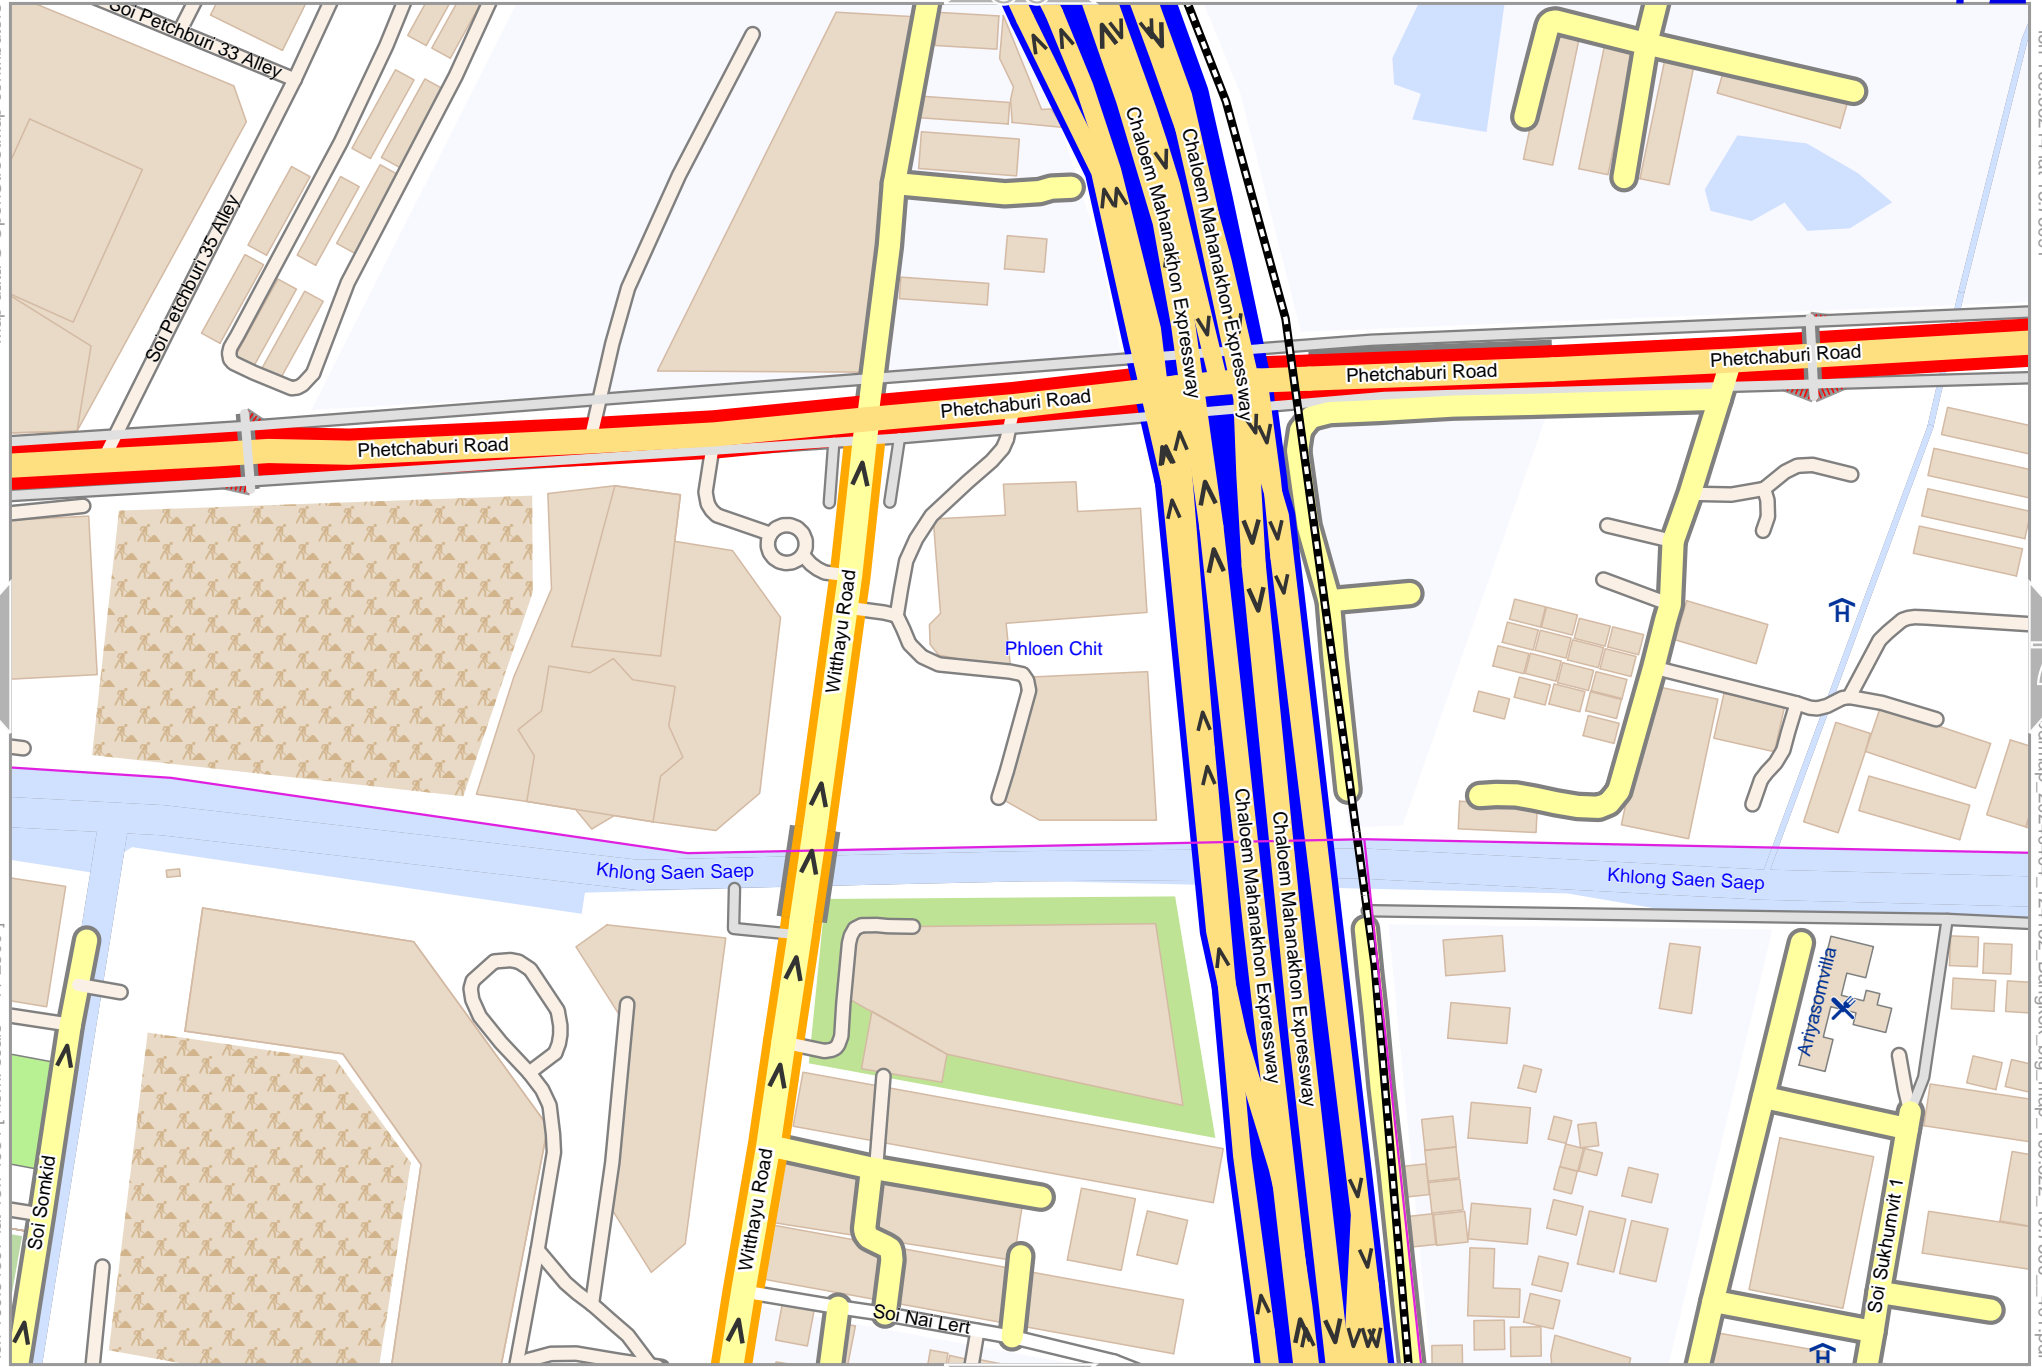 Soi Petchburi 33 Alley
Soi Petchburi 35 Alley
Chaloem Mahanakhon Expressway
Chaloem Mahanakhon Expressway
Phetchaburi Road
Phetchaburi Road
Phetchaburi Road
Phetchaburi Road
Witthayu Road
Phloen Chit
H
Khlong Saen Saep
Khlong Saen Saep
Chaloem Mahanakhon Expressway
Chaloem Mahanakhon Expressway
Ariyasomvilla
Soi Somkid
Witthayu Road
Soi Sukhumvit 1
Soi Nai Lert
H